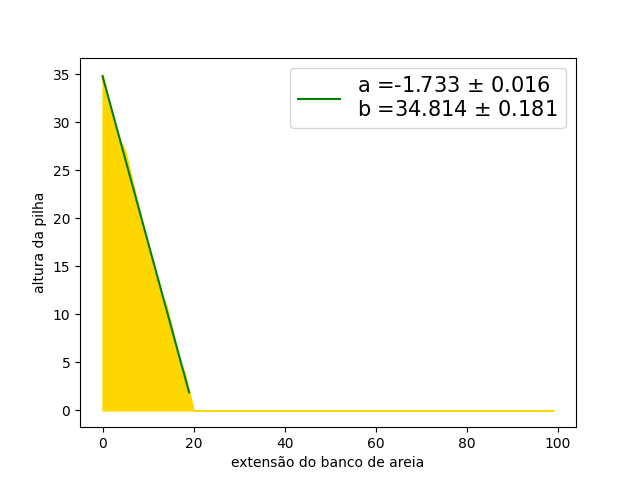 a =-1.733 ± 0.016
b =34.814 ± 0.181
35
30
25
20
15
10
5
0
altura da pilha
0 20 40 60 80 100
extensão do banco de areia